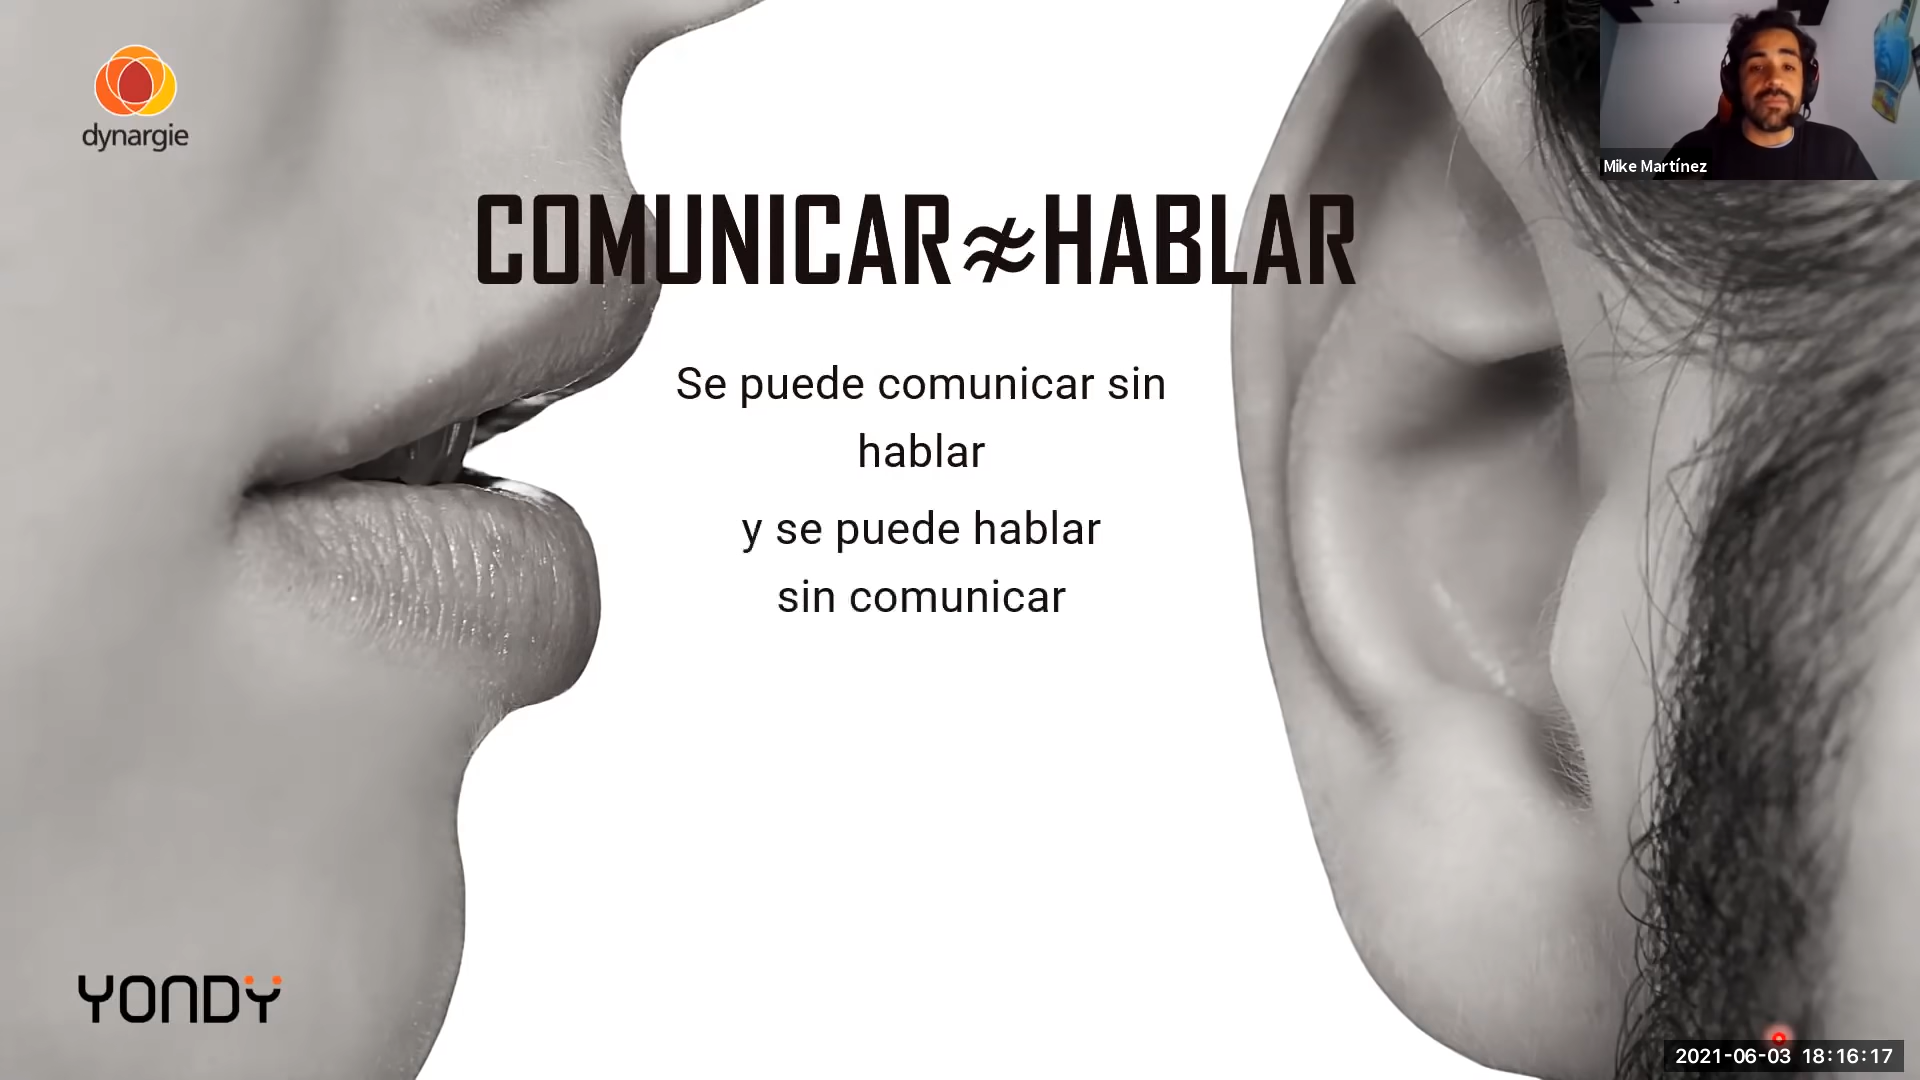 dynargie
Mike Martínez
COMUNICAR≉HABLAR
Se puede comunicar sin
hablar
y se puede hablar
sin comunicar
YONDY
2021-06-03 18:16:17